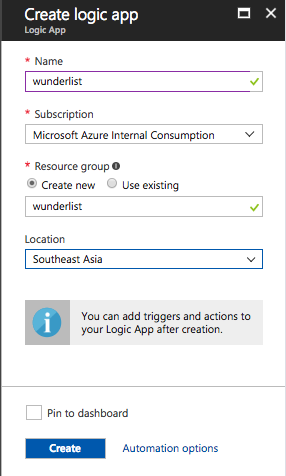 Create logic app
Logic App
* Name
wunderlist
* Subscription
Microsoft Azure Internal Consumption
* Resource group
Create new Use existing
wunderlist
Location
Southeast Asia
You can add triggers and actions to
your Logic App after creation.
Pin to dashboard
Create Automation options